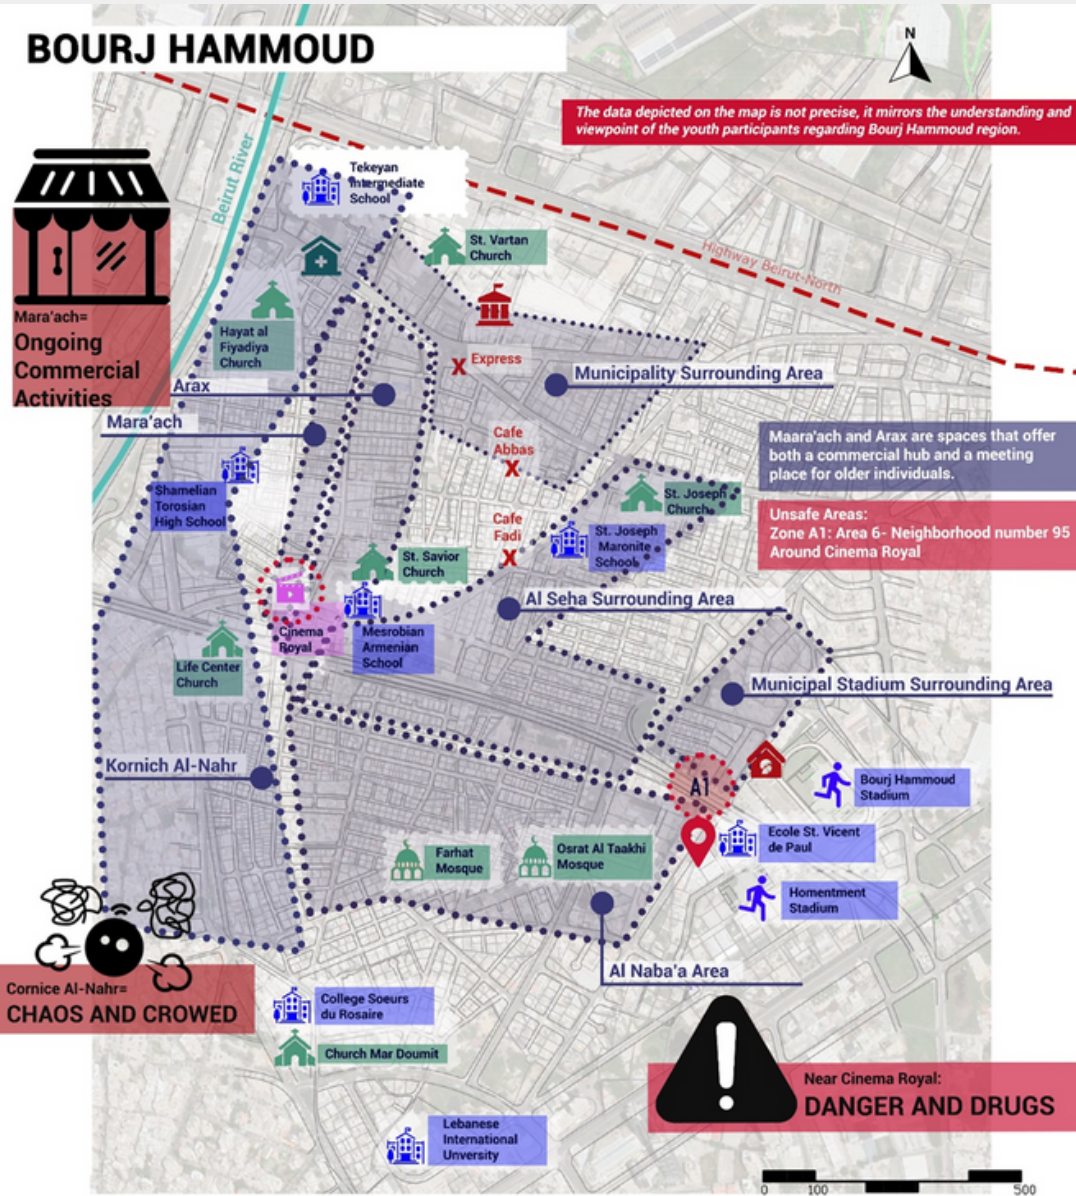 BOURJ HAMMOUD
N
The data depicted on the map is not precise, it mirrors the understanding and
viewpoint of the youth participants regarding Bourj Hammoud region.
Beirut River
Tekeyan
Intermediate
School
St. Vartan
Church
Highway Beirut-North
Mara'ach=
Ongoing
Commercial
Activities
Hayat al
Fiyadiya
Church
Express
Municipality Surrounding Area
Arax
Mara'ach
Cafe
Abbas
Maara'ach and Arax are spaces that offer
both a commercial hub and a meeting
place for older individuals.
Shamelian
Torosian
High School
St. Joseph
Church
Unsafe Areas:
Zone A1: Area 6- Neighborhood number 95
Around Cinema Royal
Cafe
Fadi
St. Joseph
Maronite
School
St. Savior
Church
Al Seha Surrounding Area
Cinema
Royal
Mesrobian
Armenian
School
Life Center
Church
Municipal Stadium Surrounding Area
Kornich Al-Nahr
A1
Bourj Hammoud
Stadium
Ecole St. Vicent
de Paul
Farhat
Mosque
Osrat Al Taakhi
Mosque
Homentment
Stadium
Al Naba'a Area
Cornice Al-Nahr=
CHAOS AND CROWED
College Soeurs
du Rosaire
Church Mar Doumit
Near Cinema Royal:
DANGER AND DRUGS
Lebanese
International
Unversity
0 100 500